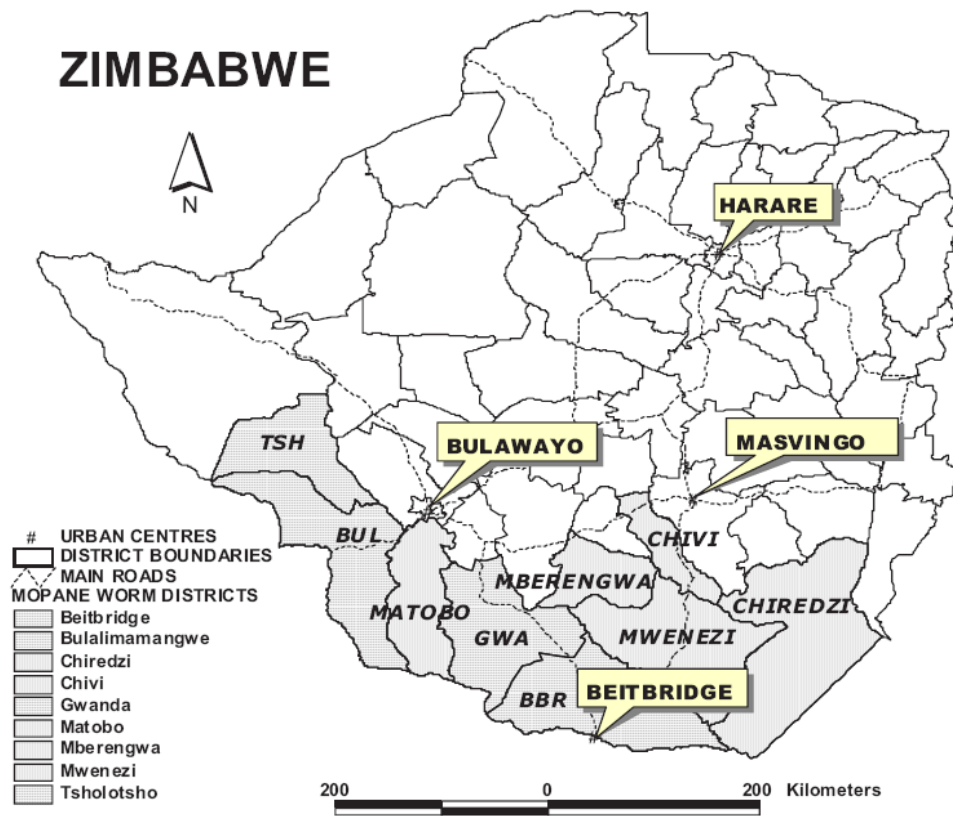 ZIMBABWE
N
HARARE
TSH
BULAWAYO
MASVINGO
BUL
CHIVI
MBERENGWA
MATOBO
CHIREDZI
GWA
MWENEZI
BBR
BEITBRIDGE
# URBAN CENTRES
DISTRICT BOUNDARIES
MAIN ROADS
MOPANE WORM DISTRICTS
Beitbridge
Bulalimamangwe
Chiredzi
Chivi
Gwanda
Matobo
Mberengwa
Mwenezi
Tsholotsho
200 0 200 Kilometers